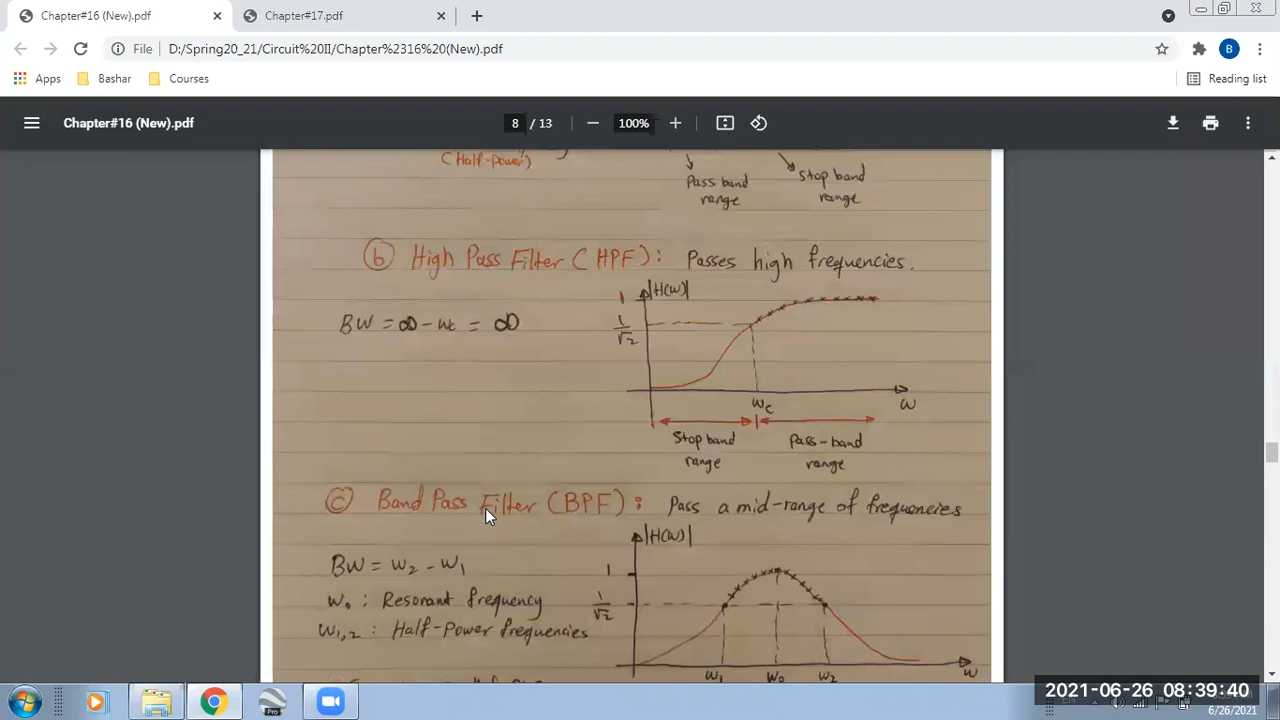 Chapter#16 (New).pdf
Chapter#17.pdf
File
D:/Spring20_21/Circuit%20II/Chapter%2316%20(New).pdf
B
Apps
Bashar
Courses
Reading list
Chapter#16 (New).pdf
8 / 13
100%
(Half-power)
Pass band
range
Stop band
range
(b) High Pass Filter (HPF): Passes high frequencies.
|H(w)|
1
BW = ∞ - wc = ∞
1/√2
wc
w
Stop band
range
Pass-band
range
(c) Band Pass Filter (BPF): Pass a mid-range of frequencies
|H(w)|
BW = w2 - w1
1
w0 : Resonant frequency
1/√2
w1,2 : Half-Power frequencies
w1
w0
w2
w
Pro
EN
2021-06-26 08:39:40
6/26/2021